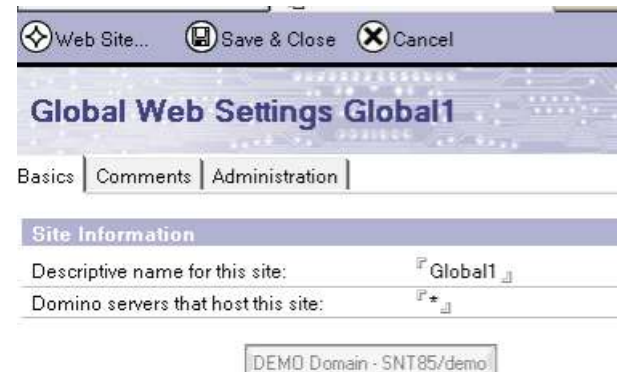 Web Site... Save & Close Cancel
Global Web Settings Global1
Basics Comments Administration
Site Information
Descriptive name for this site: Global1
Domino servers that host this site: *
DEMO Domain - SNT85/demo